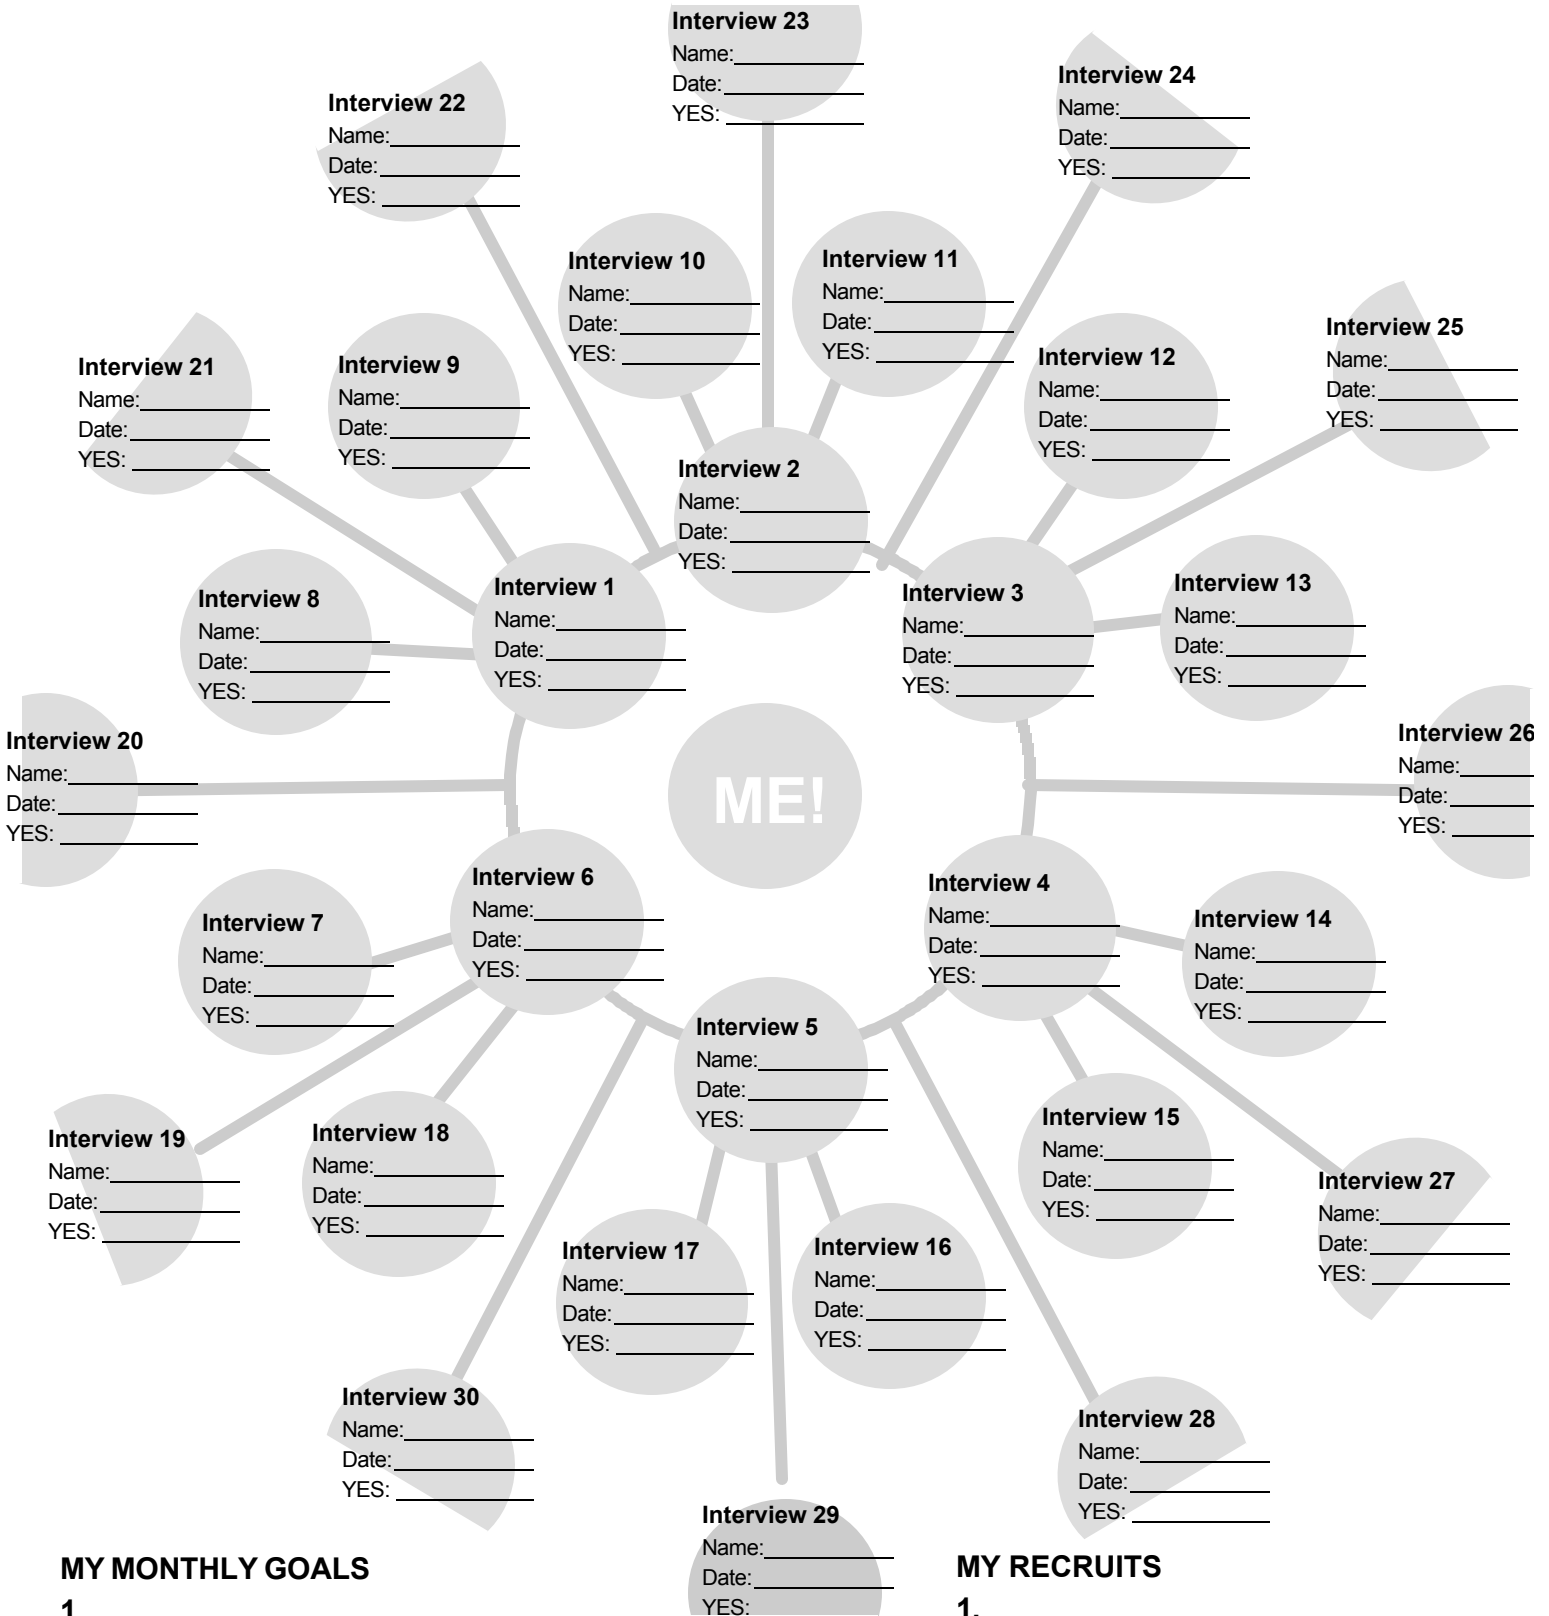 Interview 23
Name:
Date:
YES:
Interview 24
Name:
Date:
YES:
Interview 22
Name:
Date:
YES:
Interview 10
Name:
Date:
YES:
Interview 11
Name:
Date:
YES:
Interview 25
Name:
Date:
YES:
Interview 12
Name:
Date:
YES:
Interview 9
Name:
Date:
YES:
Interview 21
Name:
Date:
YES:
Interview 2
Name:
Date:
YES:
Interview 1
Name:
Date:
YES:
Interview 3
Name:
Date:
YES:
Interview 13
Name:
Date:
YES:
Interview 8
Name:
Date:
YES:
Interview 20
Name:
Date:
YES:
ME!
Interview 26
Name:
Date:
YES:
Interview 6
Name:
Date:
YES:
Interview 4
Name:
Date:
YES:
Interview 14
Name:
Date:
YES:
Interview 7
Name:
Date:
YES:
Interview 5
Name:
Date:
YES:
Interview 15
Name:
Date:
YES:
Interview 19
Name:
Date:
YES:
Interview 18
Name:
Date:
YES:
Interview 27
Name:
Date:
YES:
Interview 17
Name:
Date:
YES:
Interview 16
Name:
Date:
YES:
Interview 30
Name:
Date:
YES:
Interview 28
Name:
Date:
YES:
Interview 29
Name:
Date:
YES:
MY MONTHLY GOALS
1
MY RECRUITS
1.